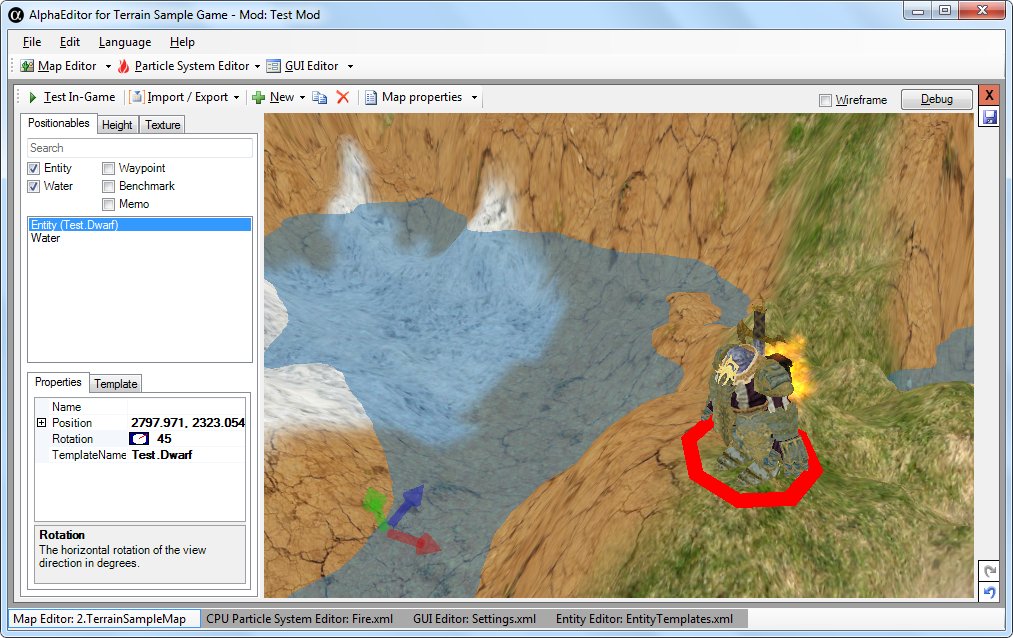 AlphaEditor for Terrain Sample Game - Mod: Test Mod
File Edit Language Help
Map Editor Particle System Editor GUI Editor
Test In-Game Import / Export New Map properties Wireframe Debug X
Positionables Height Texture
Search
Entity Waypoint
Water Benchmark
Memo
Entity (Test.Dwarf)
Water
Properties Template
Name
Position 2797.971, 2323.054
Rotation 45
TemplateName Test.Dwarf
Rotation
The horizontal rotation of the view
direction in degrees.
Map Editor: 2.TerrainSampleMap CPU Particle System Editor: Fire.xml GUI Editor: Settings.xml Entity Editor: EntityTemplates.xml